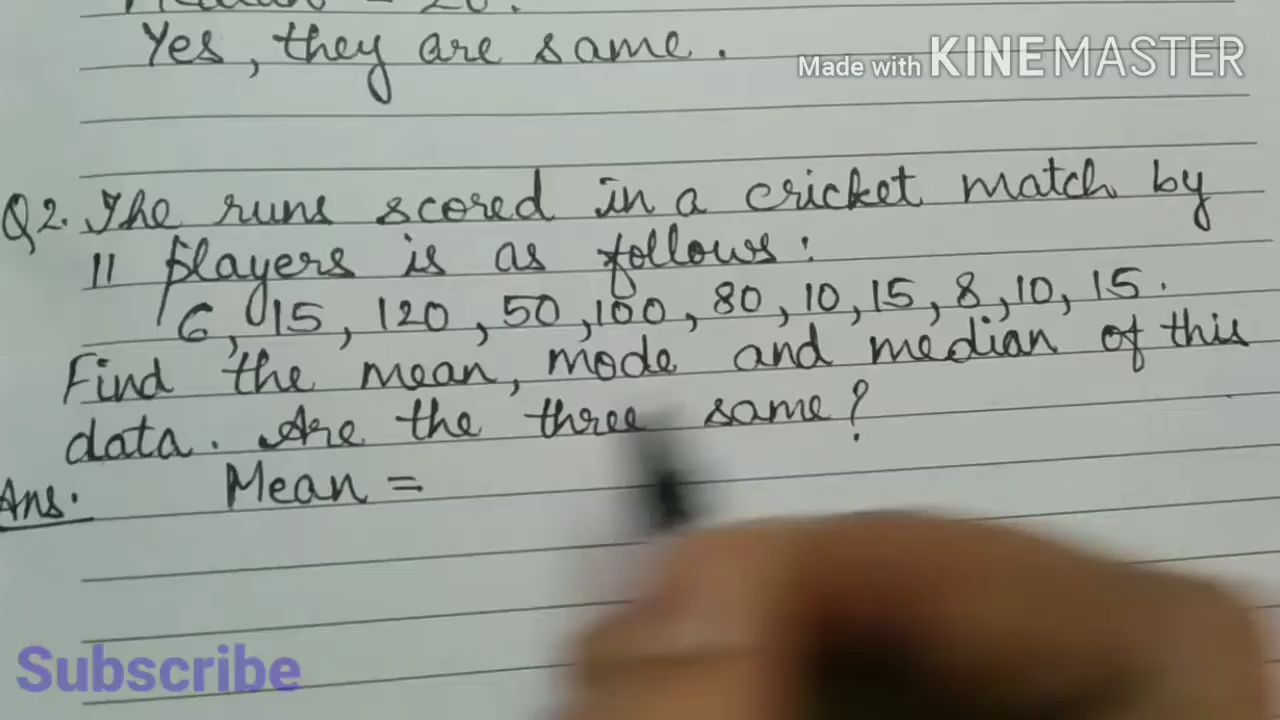 Yes, they are same.
Made with KINEMASTER
Q2. The runs scored in a cricket match by
11 players is as follows:
6, 15, 120, 50, 100, 80, 10, 15, 8, 10, 15.
Find the mean, mode and median of this
data. Are the three same?
Ans. Mean =
Subscribe